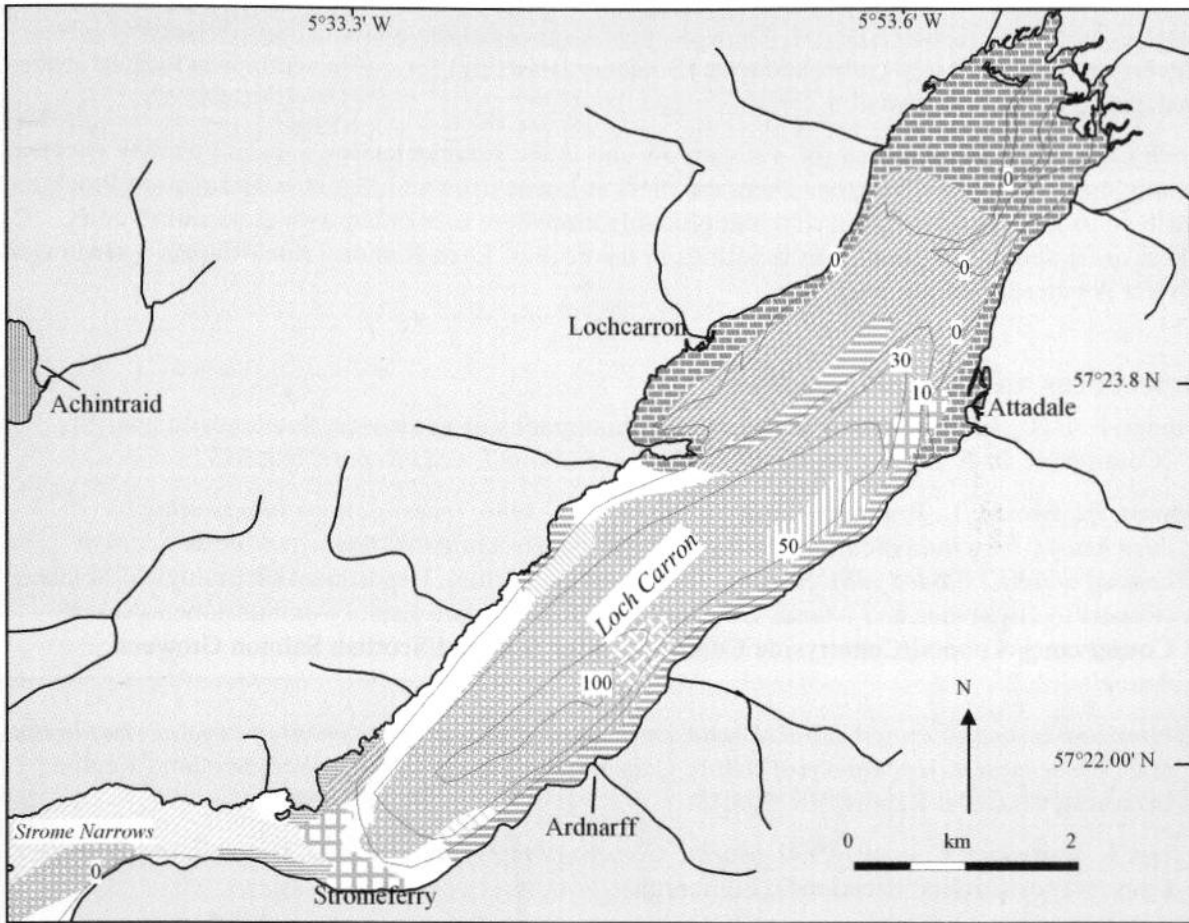 5°33.3' W
5°53.6' W
0
0
Lochcarron
0
0
30
57°23.8 N
Achintraid
10
Attadale
50
Loch Carron
100
N
57°22.00' N
Strome Narrows
Ardnarff
0 km 2
0
Stromeferry